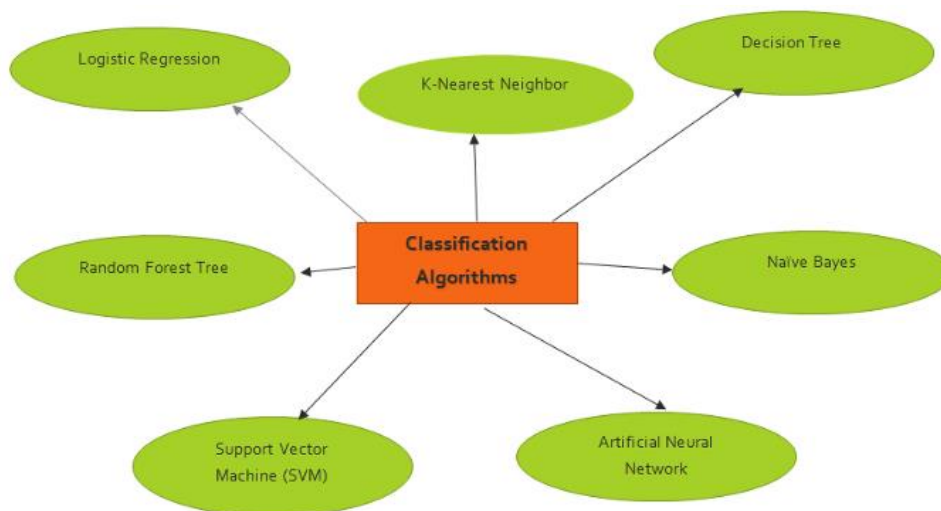 Logistic Regression
K-Nearest Neighbor
Decision Tree
Classification
Algorithms
Random Forest Tree
Naïve Bayes
Support Vector
Machine (SVM)
Artificial Neural
Network